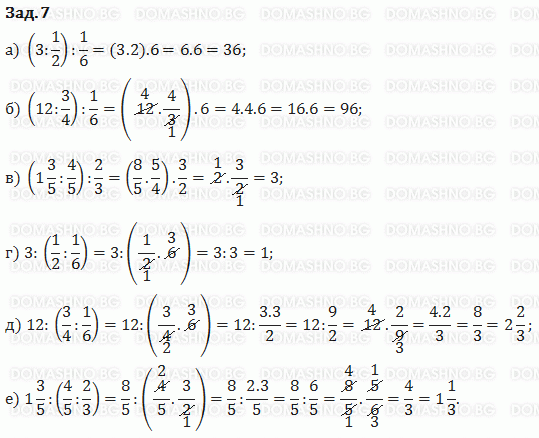 Зад.7
а) (3:1/2):1/6 = (3.2).6 = 6.6 = 36;
б) (12:3/4):1/6 = (12.4/3).6 = 4.4.6 = 16.6 = 96;
в) (1 3/5:4/5):2/3 = (8/5.5/4).3/2 = 2.3/2 = 3;
г) 3:(1/2:1/6) = 3:(1/2.6) = 3:3 = 1;
д) 12:(3/4:1/6) = 12:(3/4.6) = 12:3.3/2 = 12:9/2 = 12.2/9 = 4.2/3 = 8/3 = 2 2/3;
е) 1 3/5:(4/5:2/3) = 8/5:(4/5.3/2) = 8/5:2.3/5 = 8/5:6/5 = 8/5.5/6 = 4/3 = 1 1/3.